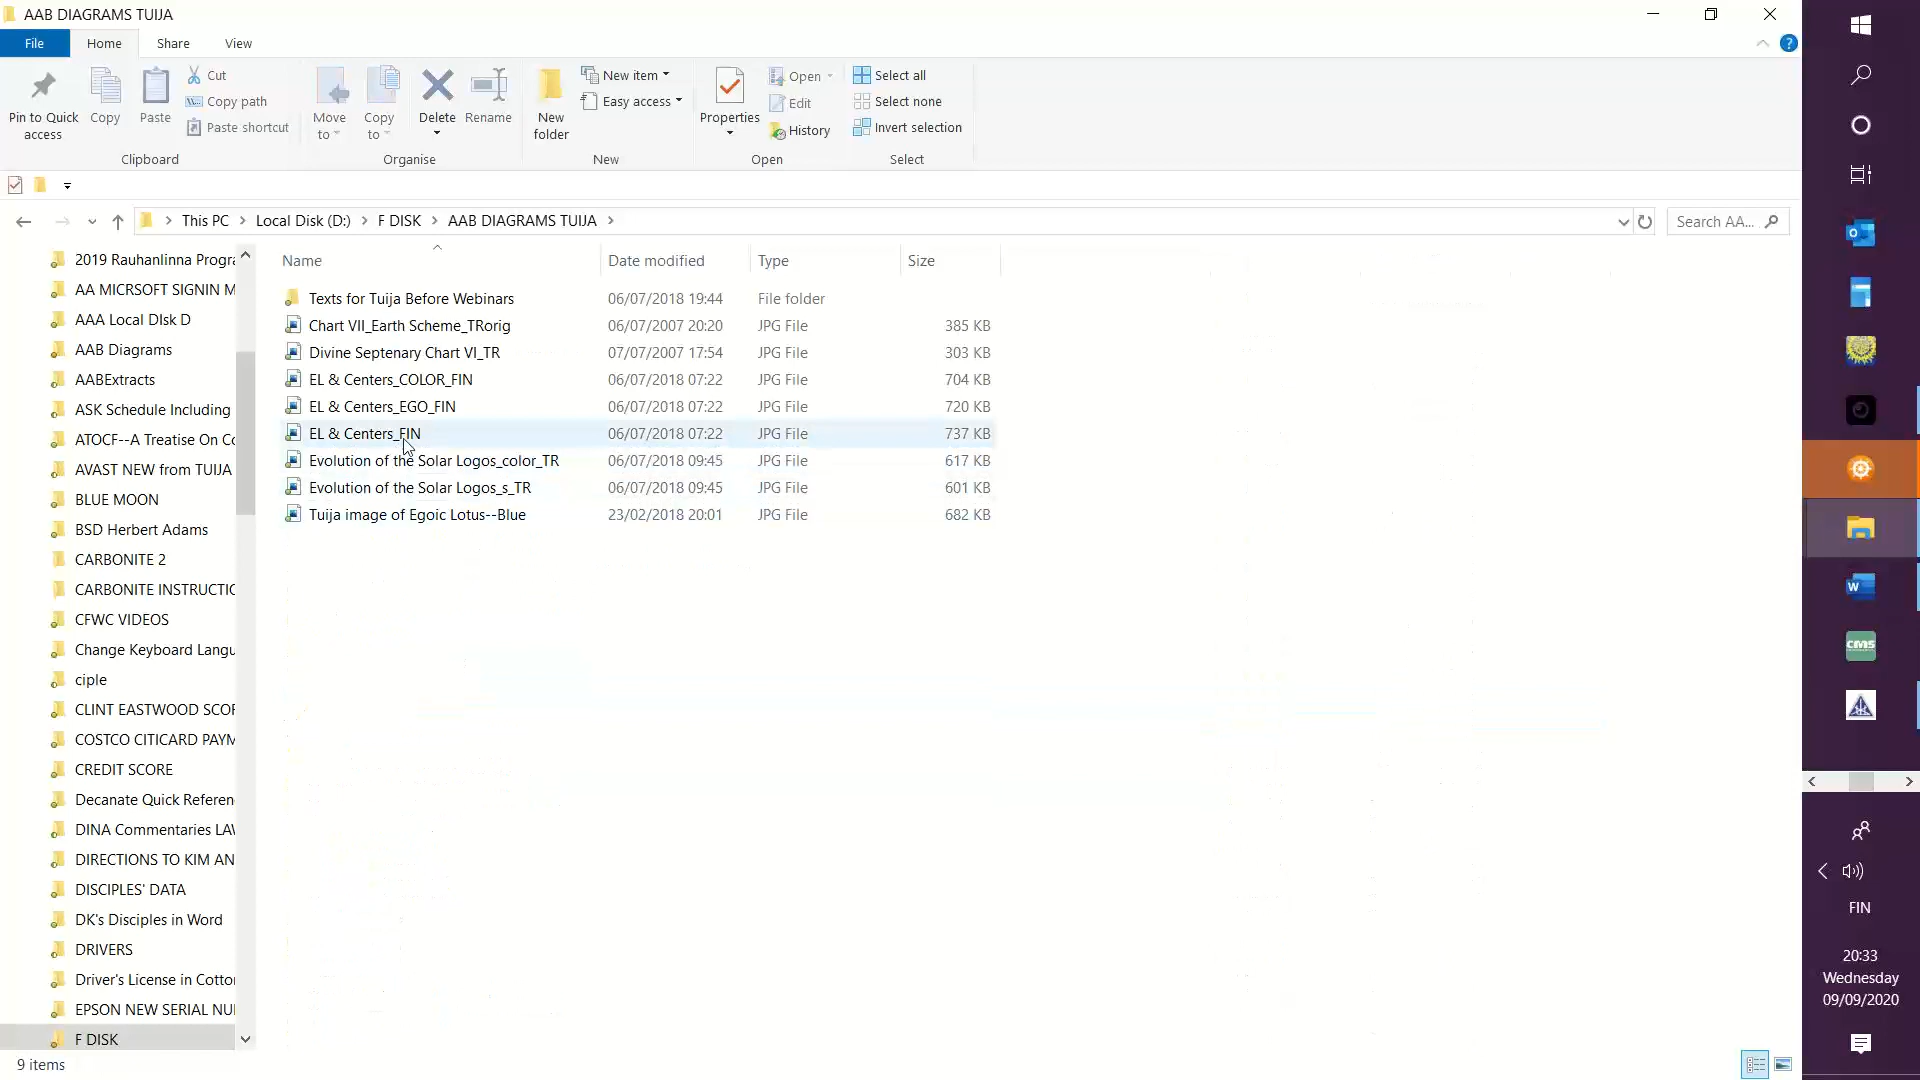 AAB DIAGRAMS TUIJA
File Home Share View
Pin to Quick access
Copy
Paste
Cut
Copy path
Paste shortcut
Clipboard
Move to
Copy to
Delete
Rename
Organise
New folder
New item
Easy access
New
Properties
Open
Edit
History
Open
Select all
Select none
Invert selection
Select
This PC Local Disk (D:) F DISK AAB DIAGRAMS TUIJA
Search AA...
Name Date modified Type Size
Texts for Tuija Before Webinars 06/07/2018 19:44 File folder
Chart VII_Earth Scheme_TRorig 06/07/2007 20:20 JPG File 385 KB
Divine Septenary Chart VI_TR 07/07/2007 17:54 JPG File 303 KB
EL & Centers_COLOR_FIN 06/07/2018 07:22 JPG File 704 KB
EL & Centers_EGO_FIN 06/07/2018 07:22 JPG File 720 KB
EL & Centers_FIN 06/07/2018 07:22 JPG File 737 KB
Evolution of the Solar Logos_color_TR 06/07/2018 09:45 JPG File 617 KB
Evolution of the Solar Logos_s_TR 06/07/2018 09:45 JPG File 601 KB
Tuija image of Egoic Lotus--Blue 23/02/2018 20:01 JPG File 682 KB
2019 Rauhanlinna Progra
AA MICRSOFT SIGNIN M
AAA Local DIsk D
AAB Diagrams
AABExtracts
ASK Schedule Including
ATOCF--A Treatise On Co
AVAST NEW from TUIJA
BLUE MOON
BSD Herbert Adams
CARBONITE 2
CARBONITE INSTRUCTIO
CFWC VIDEOS
Change Keyboard Langu
ciple
CLINT EASTWOOD SCOR
COSTCO CITICARD PAYM
CREDIT SCORE
Decanate Quick Referen
DINA Commentaries LAW
DIRECTIONS TO KIM AN
DISCIPLES' DATA
DK's Disciples in Word
DRIVERS
Driver's License in Cotto
EPSON NEW SERIAL NU
F DISK
9 items
CMS
FIN
20:33
Wednesday
09/09/2020